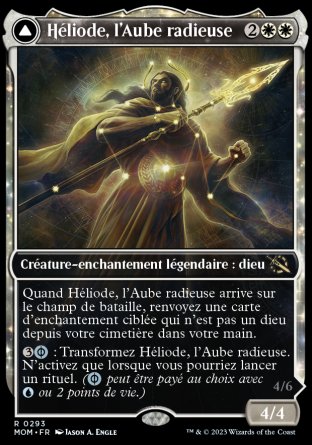 Héliode, l'Aube radieuse 2
Créature-enchantement légendaire : dieu
Quand Héliode, l'Aube radieuse arrive sur
le champ de bataille, renvoyez une carte
d'enchantement ciblée qui n'est pas un dieu
depuis votre cimetière dans votre main.
3 : Transformez Héliode, l'Aube radieuse.
N'activez que lorsque vous pourriez lancer
un rituel. ( peut être payé au choix avec
ou 2 points de vie.)
4/6
4/4
R 0293
MOM • FR JASON A. ENGLE
™ & © 2023 Wizards of the Coast